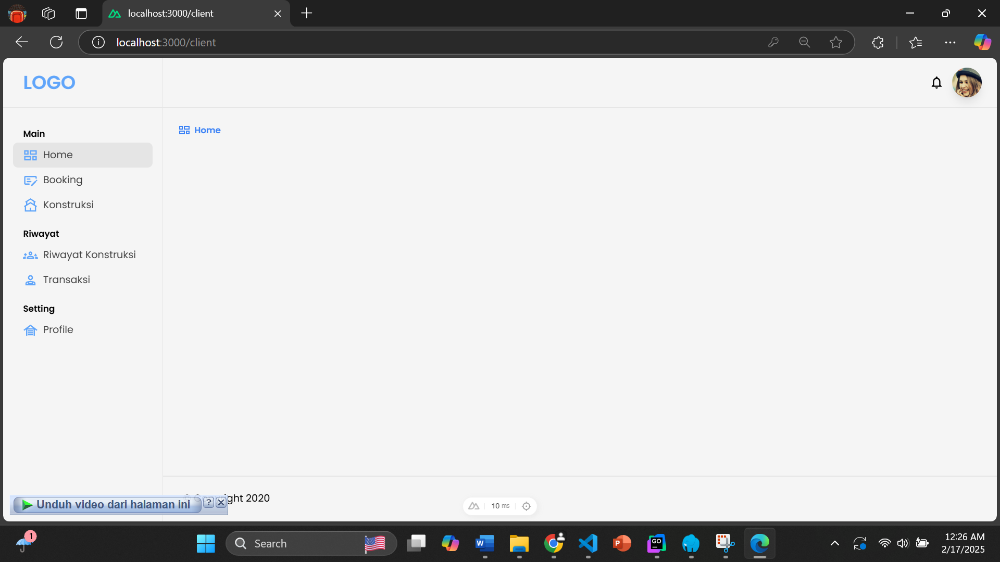 localhost:3000/client
localhost:3000/client
LOGO
Main
Home
Home
Booking
Konstruksi
Riwayat
Riwayat Konstruksi
Transaksi
Setting
Profile
ght 2020
Unduh video dari halaman ini ?
10 ms
1
Search
GO
12:26 AM
2/17/2025